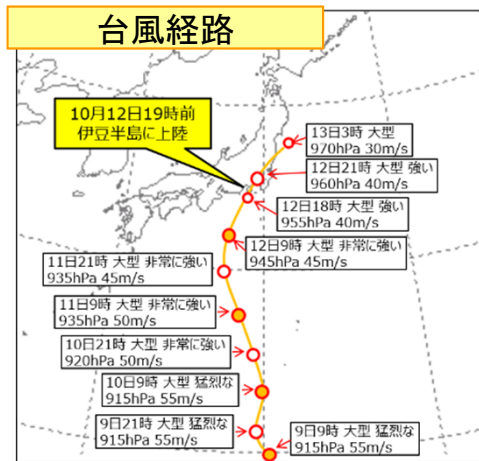 台風経路
10月12日19時前
伊豆半島に上陸
13日3時 大型
970hPa 30m/s
12日21時 大型 強い
960hPa 40m/s
12日18時 大型 強い
955hPa 40m/s
12日9時 大型 非常に強い
945hPa 45m/s
11日21時 大型 非常に強い
935hPa 45m/s
11日9時 大型 非常に強い
935hPa 50m/s
10日21時 大型 非常に強い
920hPa 50m/s
10日9時 大型 猛烈な
915hPa 55m/s
9日21時 大型 猛烈な
915hPa 55m/s
9日9時 大型 猛烈な
915hPa 55m/s